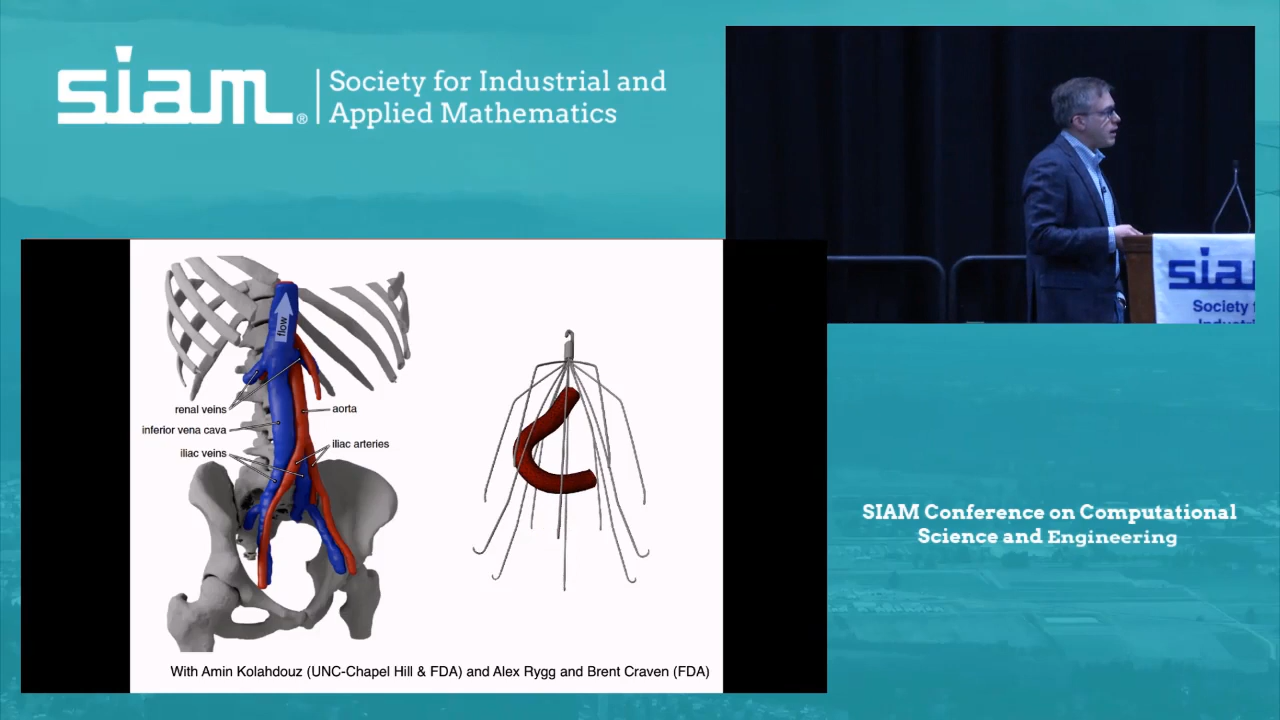 siam®
Society for Industrial and
Applied Mathematics
flow
renal veins
aorta
inferior vena cava
iliac arteries
iliac veins
With Amin Kolahdouz (UNC-Chapel Hill & FDA) and Alex Rygg and Brent Craven (FDA)
Society
SIAM Conference on Computational
Science and Engineering